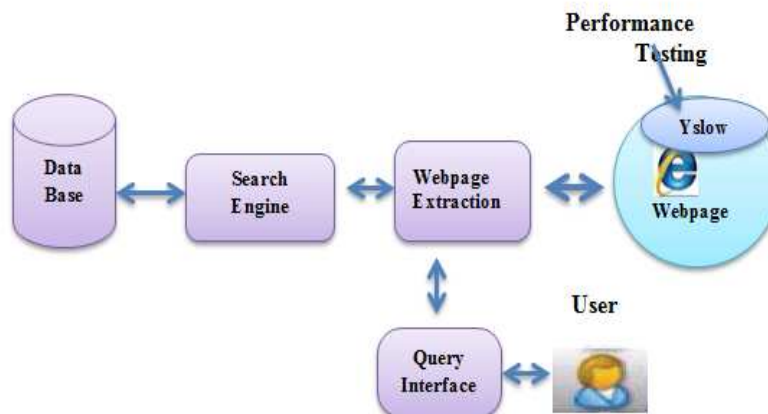 Performance
Testing
Yslow
Data
Base
Search
Engine
Webpage
Extraction
Webpage
User
Query
Interface